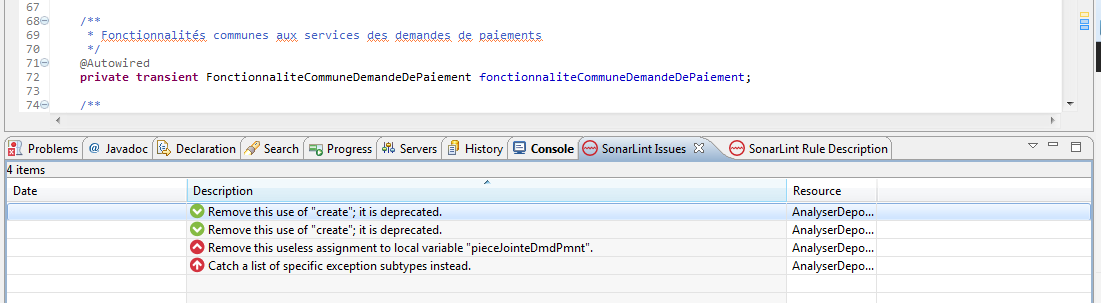 67
68 /**
69 * Fonctionnalités communes aux services des demandes de paiements
70 */
71 @Autowired
72 private transient FonctionnaliteCommuneDemandeDePaiement fonctionnaliteCommuneDemandeDePaiement;
73
74 /**
Problems @ Javadoc Declaration Search Progress Servers History Console SonarLint Issues SonarLint Rule Description
4 items
Date Description Resource
Remove this use of "create"; it is deprecated. AnalyserDepo...
Remove this use of "create"; it is deprecated. AnalyserDepo...
Remove this useless assignment to local variable "pieceJointeDmdPmnt". AnalyserDepo...
Catch a list of specific exception subtypes instead. AnalyserDepo...